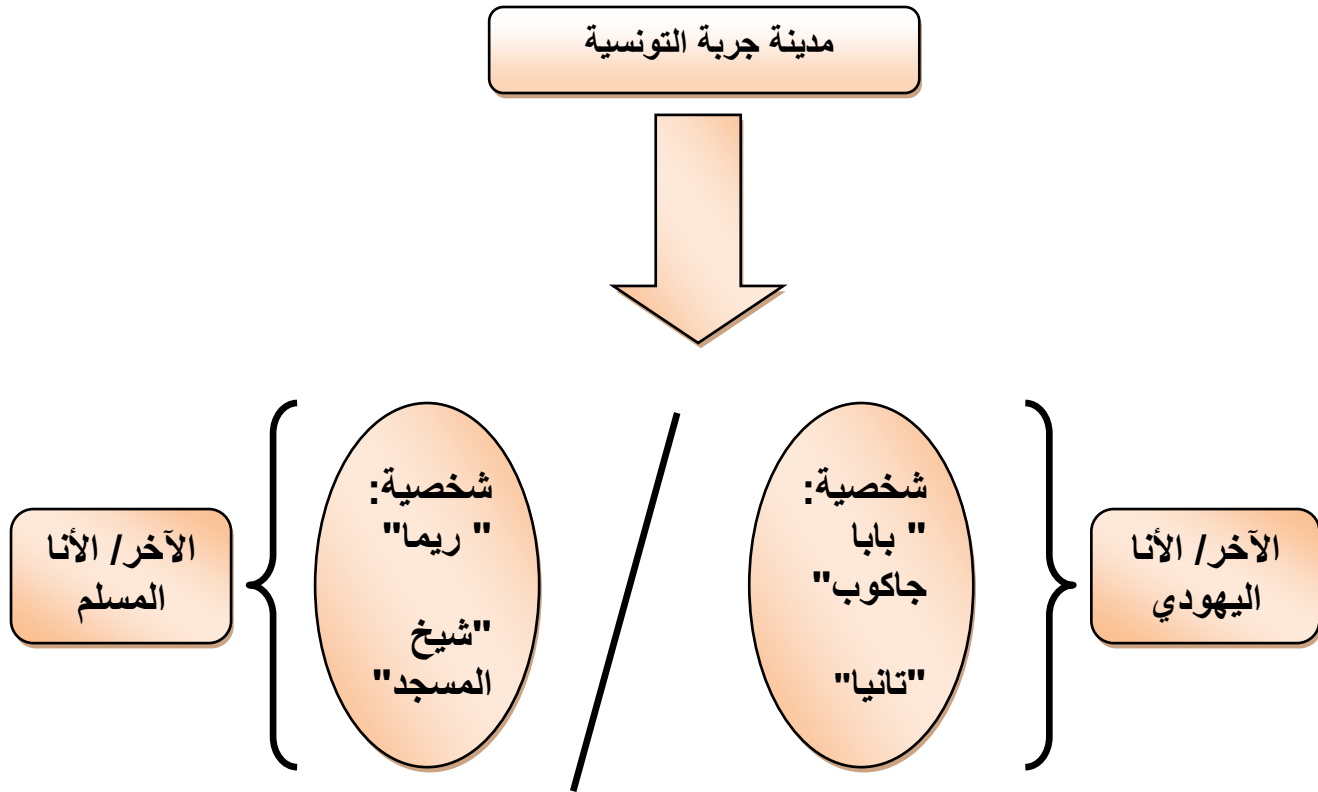 مدينة جربة التونسية
شخصية:
" بابا
جاكوب"
"تانيا"
الآخر/ الأنا
اليهودي
شخصية:
" ريما"
"شيخ
المسجد"
الآخر/ الأنا
المسلم